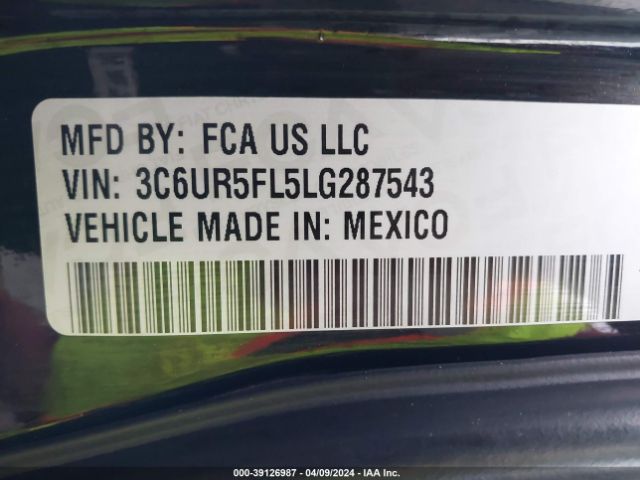 MFD BY: FCA US LLC
VIN: 3C6UR5FL5LG287543
VEHICLE MADE IN: MEXICO
000-39126987 - 04/09/2024 - IAA Inc.